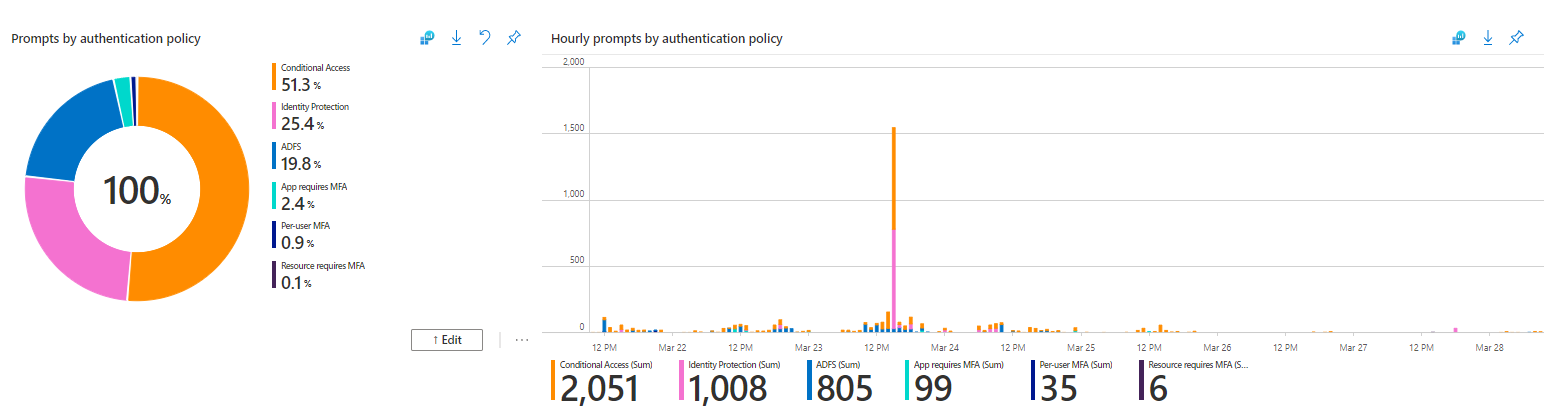 Prompts by authentication policy
Conditional Access
51.3 %
Identity Protection
25.4 %
ADFS
19.8 %
App requires MFA
2.4 %
Per-user MFA
0.9 %
Resource requires MFA
0.1 %
100%
↑ Edit
...
Hourly prompts by authentication policy
2,000
1,500
1,000
500
0
12 PM Mar 22 12 PM Mar 23 12 PM Mar 24 12 PM Mar 25 12 PM Mar 26 12 PM Mar 27 12 PM Mar 28
Conditional Access (Sum) Identity Protection (Sum) ADFS (Sum) App requires MFA (Sum) Per-user MFA (Sum) Resource requires MFA (S...
2,051 1,008 805 99 35 6